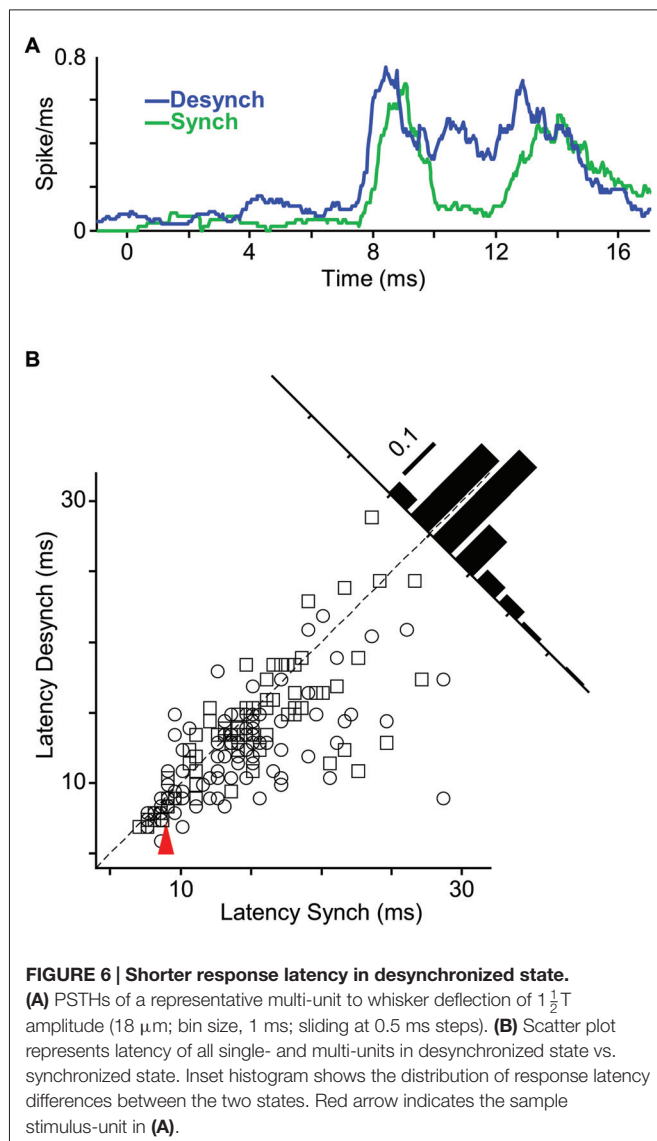 A
0.8
Desynch
Synch
Spike/ms
0
0 4 8 12 16
Time (ms)
B
0.1
30
Latency Desynch (ms)
10
10 30
Latency Synch (ms)
FIGURE 6 | Shorter response latency in desynchronized state.
(A) PSTHs of a representative multi-unit to whisker deflection of 1½T
amplitude (18 μm; bin size, 1 ms; sliding at 0.5 ms steps). (B) Scatter plot
represents latency of all single- and multi-units in desynchronized state vs.
synchronized state. Inset histogram shows the distribution of response latency
differences between the two states. Red arrow indicates the sample
stimulus-unit in (A).